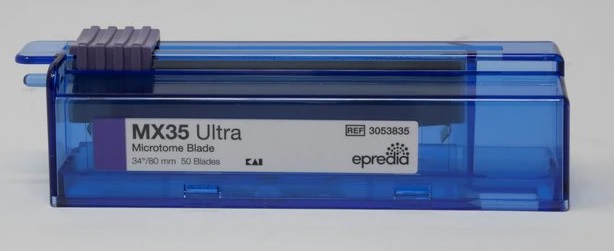 MX35 Ultra
Microtome Blade
34°/80 mm 50 Blades
KAI
REF 3053835
epredia